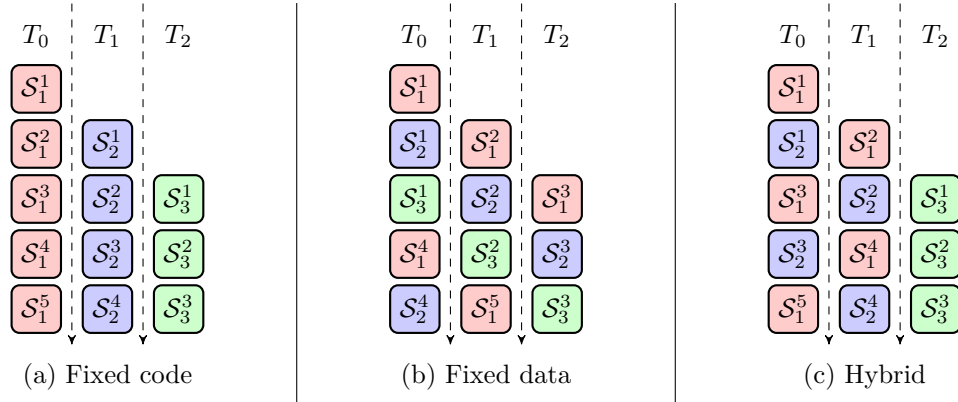 T₀ T₁ T₂ T₀ T₁ T₂ T₀ T₁ T₂
𝒮₁¹ 𝒮₁¹ 𝒮₁¹
𝒮₁² 𝒮₂¹ 𝒮₂¹ 𝒮₁² 𝒮₂¹ 𝒮₁²
𝒮₁³ 𝒮₂² 𝒮₃¹ 𝒮₃¹ 𝒮₂² 𝒮₁³ 𝒮₁³ 𝒮₂² 𝒮₃¹
𝒮₁⁴ 𝒮₂³ 𝒮₃² 𝒮₁⁴ 𝒮₃² 𝒮₂³ 𝒮₂³ 𝒮₁⁴ 𝒮₃²
𝒮₁⁵ 𝒮₂⁴ 𝒮₃³ 𝒮₂⁴ 𝒮₁⁵ 𝒮₃³ 𝒮₁⁵ 𝒮₂⁴ 𝒮₃³
(a) Fixed code (b) Fixed data (c) Hybrid